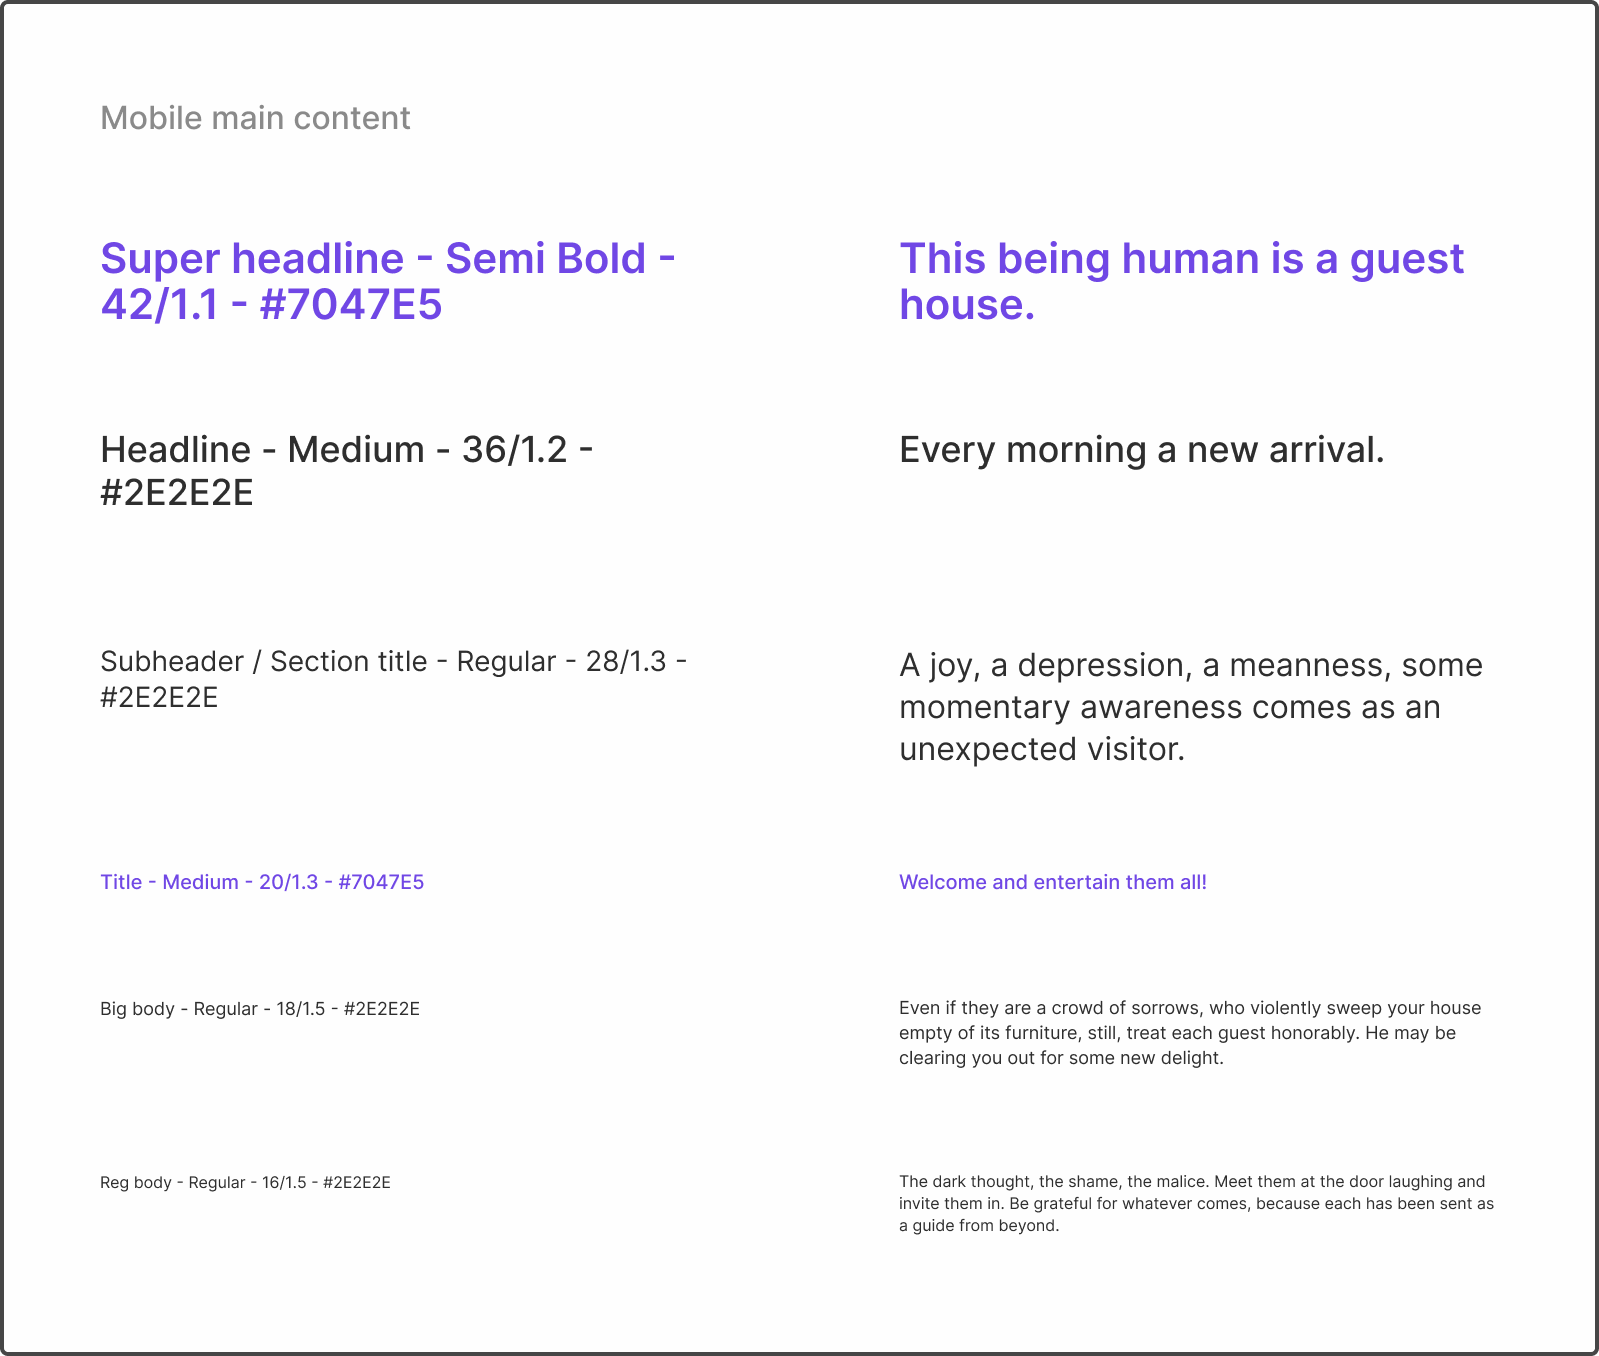 Mobile main content
Super headline - Semi Bold -
42/1.1 - #7047E5
This being human is a guest
house.
Headline - Medium - 36/1.2 -
#2E2E2E
Every morning a new arrival.
Subheader / Section title - Regular - 28/1.3 -
#2E2E2E
A joy, a depression, a meanness, some
momentary awareness comes as an
unexpected visitor.
Title - Medium - 20/1.3 - #7047E5
Welcome and entertain them all!
Big body - Regular - 18/1.5 - #2E2E2E
Even if they are a crowd of sorrows, who violently sweep your house
empty of its furniture, still, treat each guest honorably. He may be
clearing you out for some new delight.
Reg body - Regular - 16/1.5 - #2E2E2E
The dark thought, the shame, the malice. Meet them at the door laughing and
invite them in. Be grateful for whatever comes, because each has been sent as
a guide from beyond.